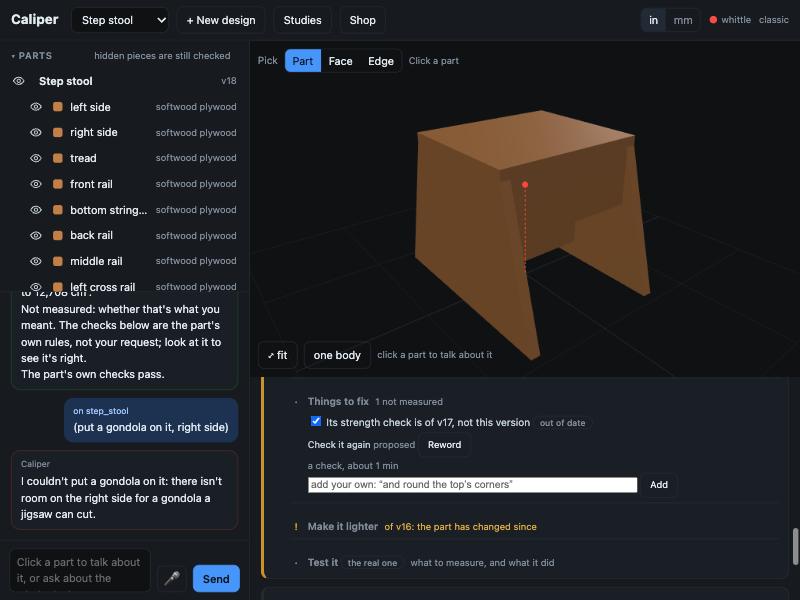 Caliper
Step stool
+ New design
Studies
Shop
in
mm
whittle
classic
PARTS
hidden pieces are still checked
Step stool
v18
left side
softwood plywood
right side
softwood plywood
tread
softwood plywood
front rail
softwood plywood
bottom string...
softwood plywood
back rail
softwood plywood
middle rail
softwood plywood
left cross rail
softwood plywood
to 12,708 cm³.
Not measured: whether that's what you
meant. The checks below are the part's
own rules, not your request; look at it to
see it's right.
The part's own checks pass.
on step_stool
(put a gondola on it, right side)
Caliper
I couldn't put a gondola on it: there isn't
room on the right side for a gondola a
jigsaw can cut.
Click a part to talk about
it, or ask about the
Send
Pick
Part
Face
Edge
Click a part
fit
one body
click a part to talk about it
Things to fix
1 not measured
Its strength check is of v17, not this version
out of date
Check it again
proposed
Reword
a check, about 1 min
add your own: “and round the top's corners”
Add
! Make it lighter
of v16: the part has changed since
Test it
the real one
what to measure, and what it did